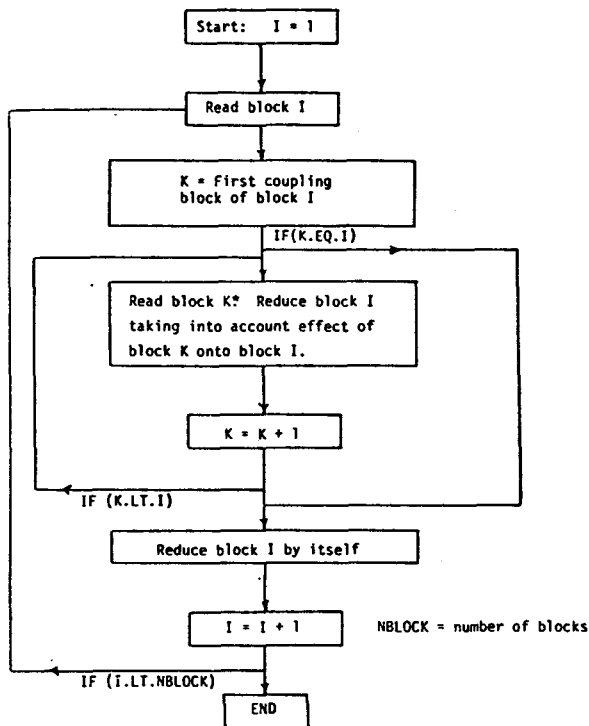 Start: I = 1
Read block I
K = First coupling
block of block I
IF(K.EQ.I)
Read block K* Reduce block I
taking into account effect of
block K onto block I.
K = K + 1
IF (K.LT.I)
Reduce block I by itself
I = I + 1
NBLOCK = number of blocks
IF (I.LT.NBLOCK)
END